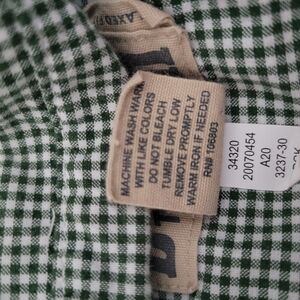 MACHINE WASH WARM
WITH LIKE COLORS
DO NOT BLEACH
TUMBLE DRY LOW
REMOVE PROMPTLY
WARM IRON IF NEEDED
RN# 106803
34320
20070454
A20
3237-30